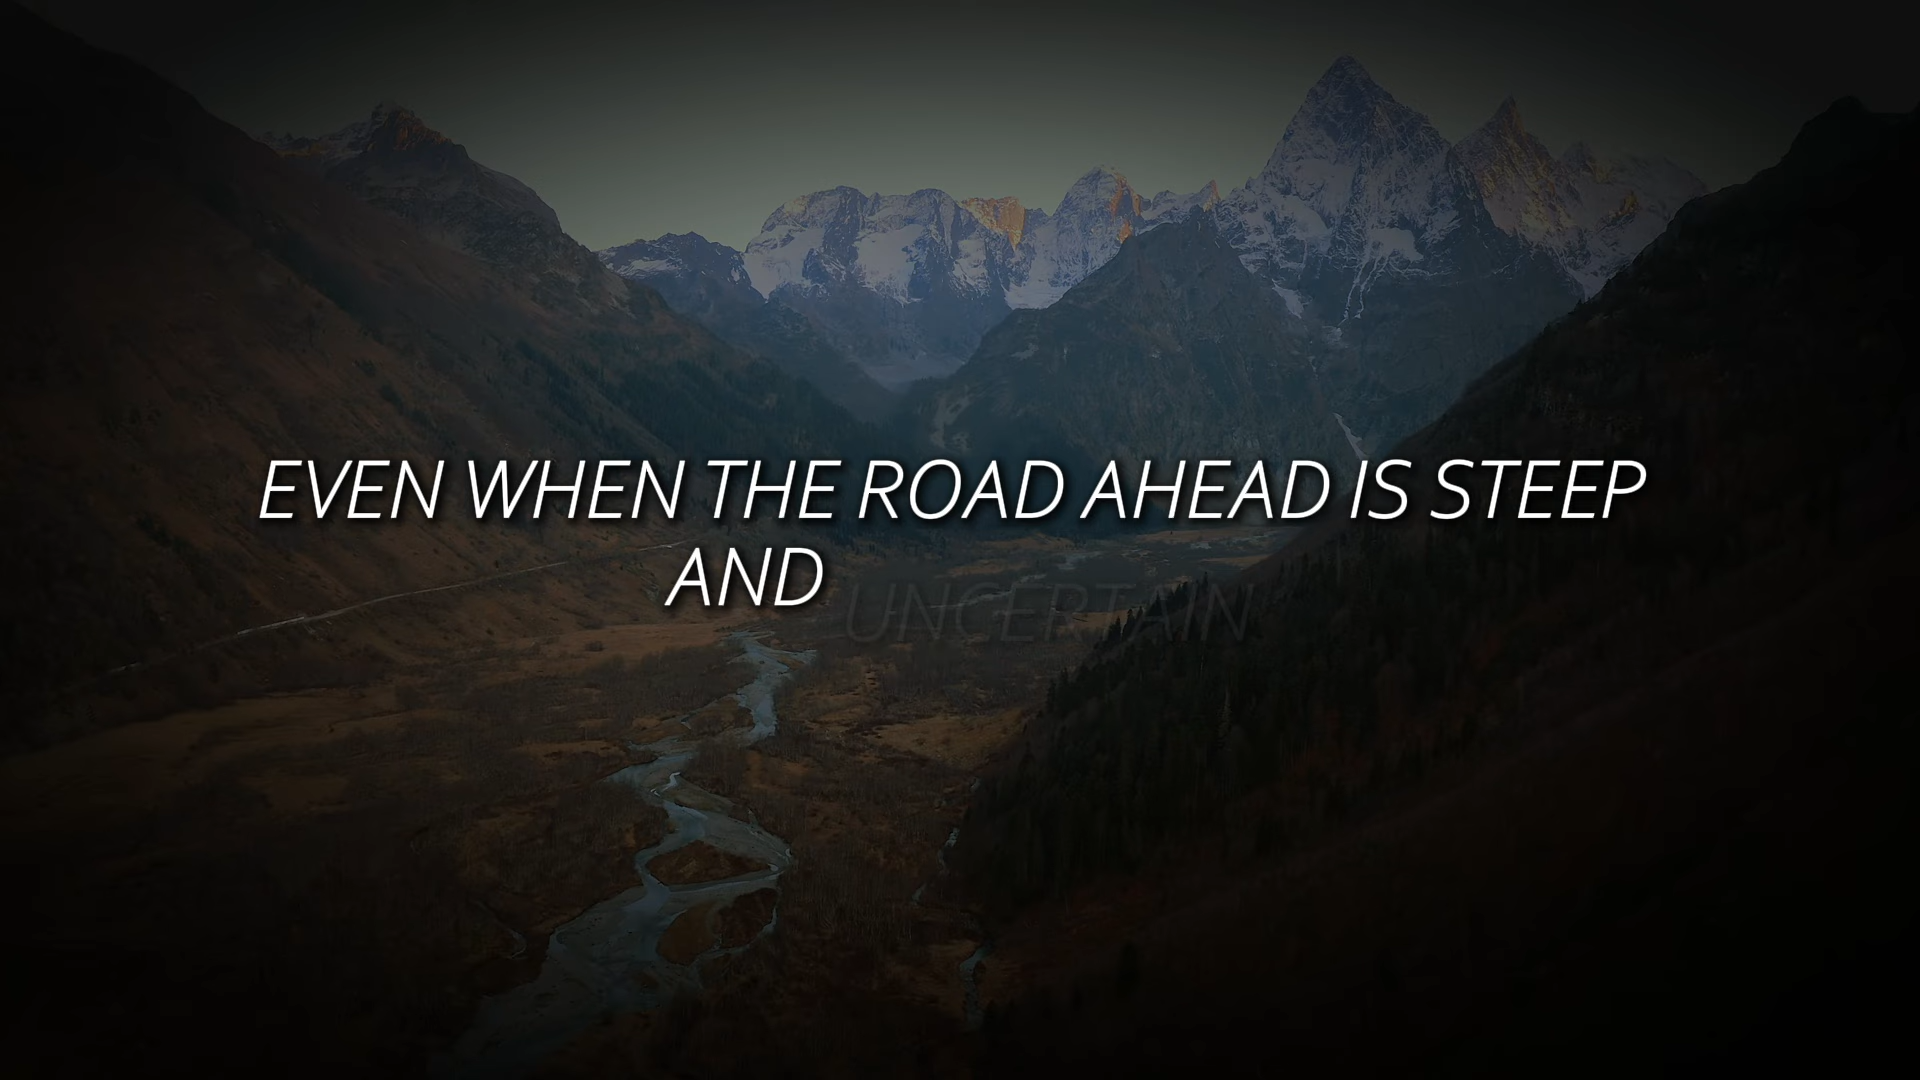 EVEN WHEN THE ROAD AHEAD IS STEEP
AND UNCERTAIN